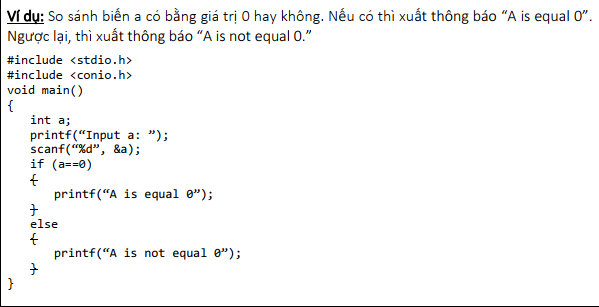 Ví dụ: So sánh biến a có bằng giá trị 0 hay không. Nếu có thì xuất thông báo “A is equal 0”.
Ngược lại, thì xuất thông báo “A is not equal 0.”
#include <stdio.h>
#include <conio.h>
void main()
{
int a;
printf(“Input a: ”);
scanf(“%d”, &a);
if (a==0)
{
printf(“A is equal 0”);
}
else
{
printf(“A is not equal 0”);
}
}